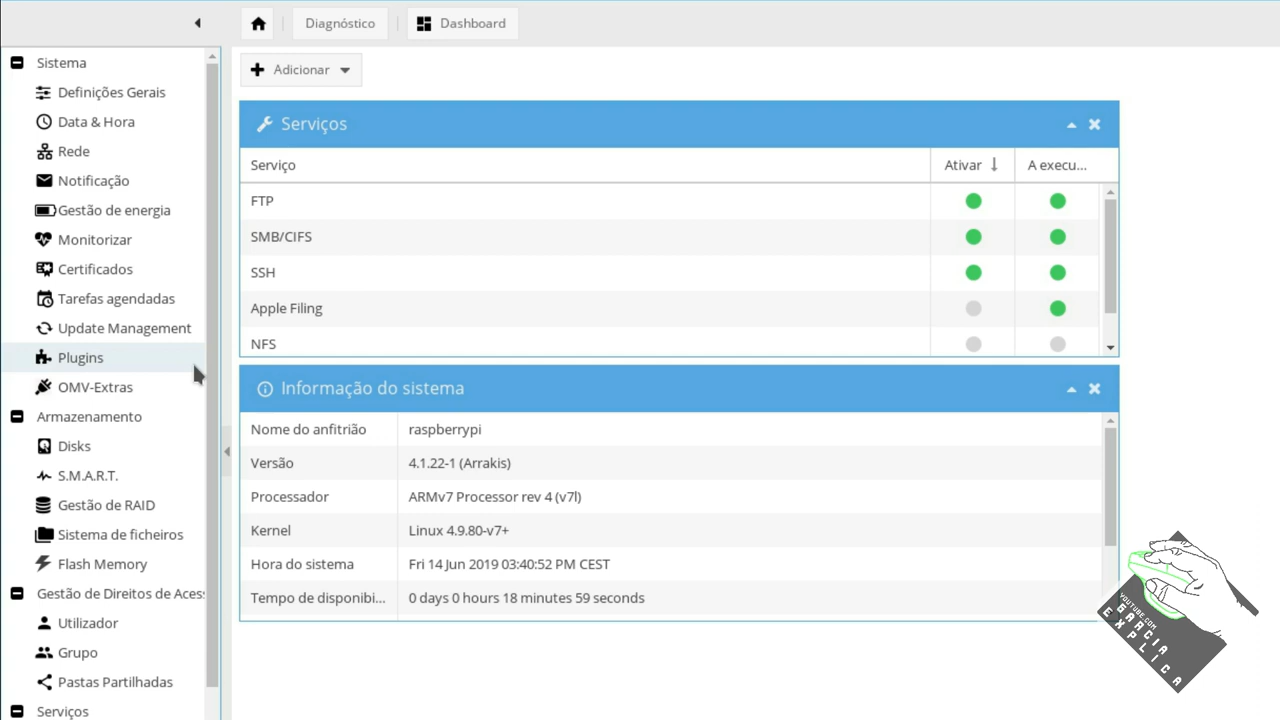 Diagnóstico
Dashboard
Adicionar
Sistema
Definições Gerais
Data & Hora
Rede
Notificação
Gestão de energia
Monitorizar
Certificados
Tarefas agendadas
Update Management
Plugins
OMV-Extras
Armazenamento
Disks
S.M.A.R.T.
Gestão de RAID
Sistema de ficheiros
Flash Memory
Gestão de Direitos de Aces
Utilizador
Grupo
Pastas Partilhadas
Serviços
Serviços
Serviço Ativar A execu...
FTP
SMB/CIFS
SSH
Apple Filing
NFS
Informação do sistema
Nome do anfitrião raspberrypi
Versão 4.1.22-1 (Arrakis)
Processador ARMv7 Processor rev 4 (v7l)
Kernel Linux 4.9.80-v7+
Hora do sistema Fri 14 Jun 2019 03:40:52 PM CEST
Tempo de disponibi... 0 days 0 hours 18 minutes 59 seconds
YOUTUBE.COM
GARCIA
EXPLICA